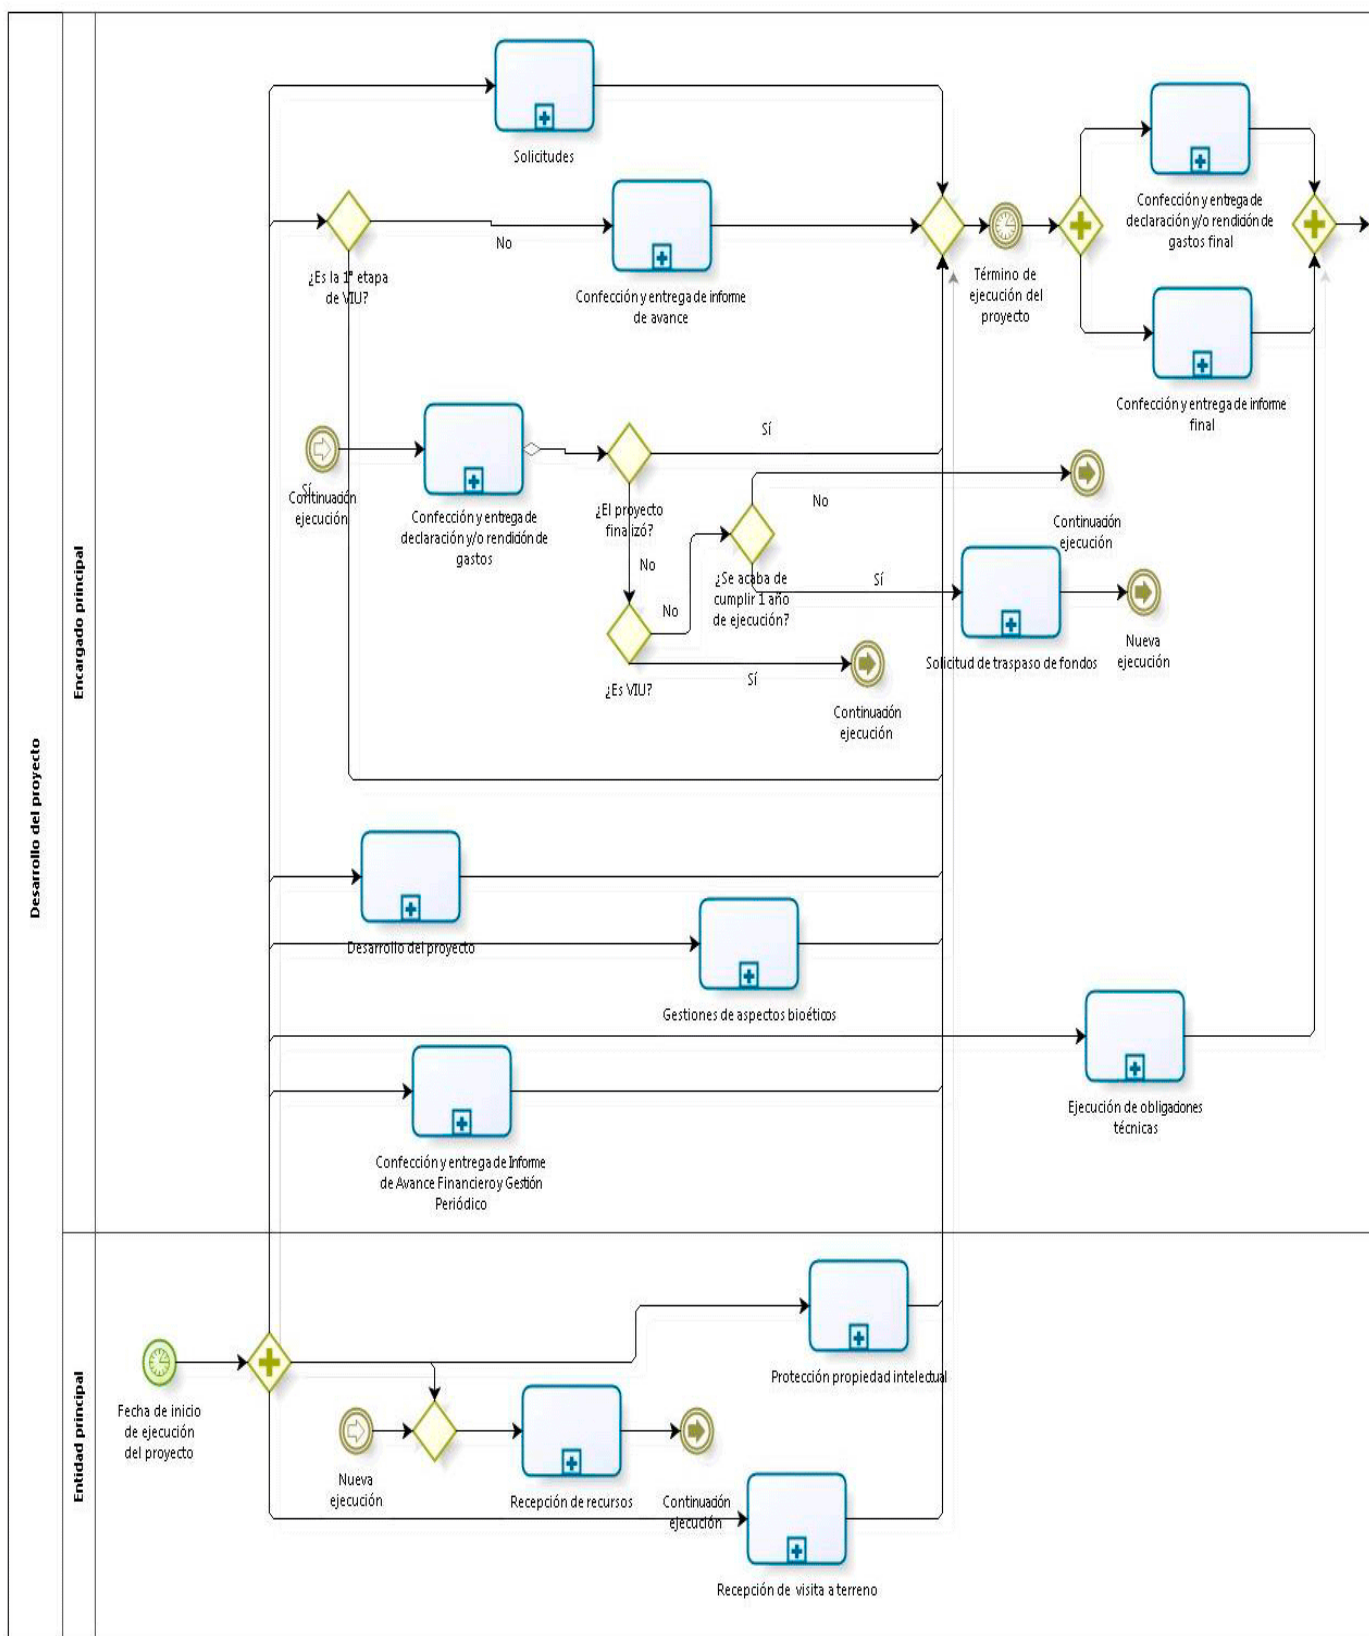 Desarrollo del proyecto
Encargado principal
Entidad principal
Solicitudes
¿Es la 1ª etapa
de VIU?
No
Sí
Confección y entrega de informe
de avance
Término de
ejecución del
proyecto
Confección y entrega de
declaración y/o rendición de
gastos final
Confección y entrega de informe
final
Continuación
ejecución
Confección y entrega de
declaración y/o rendición de
gastos
¿El proyecto
finalizó?
Sí
No
¿Es VIU?
No
Sí
¿Se acaba de
cumplir 1 año
de ejecución?
No
Sí
Continuación
ejecución
Solicitud de traspaso de fondos
Nueva
ejecución
Continuación
ejecución
Desarrollo del proyecto
Gestiones de aspectos bioéticos
Ejecución de obligaciones
técnicas
Confección y entrega de Informe
de Avance Financiero y Gestión
Periódico
Fecha de inicio
de ejecución
del proyecto
Protección propiedad intelectual
Nueva
ejecución
Recepción de recursos
Continuación
ejecución
Recepción de visita a terreno